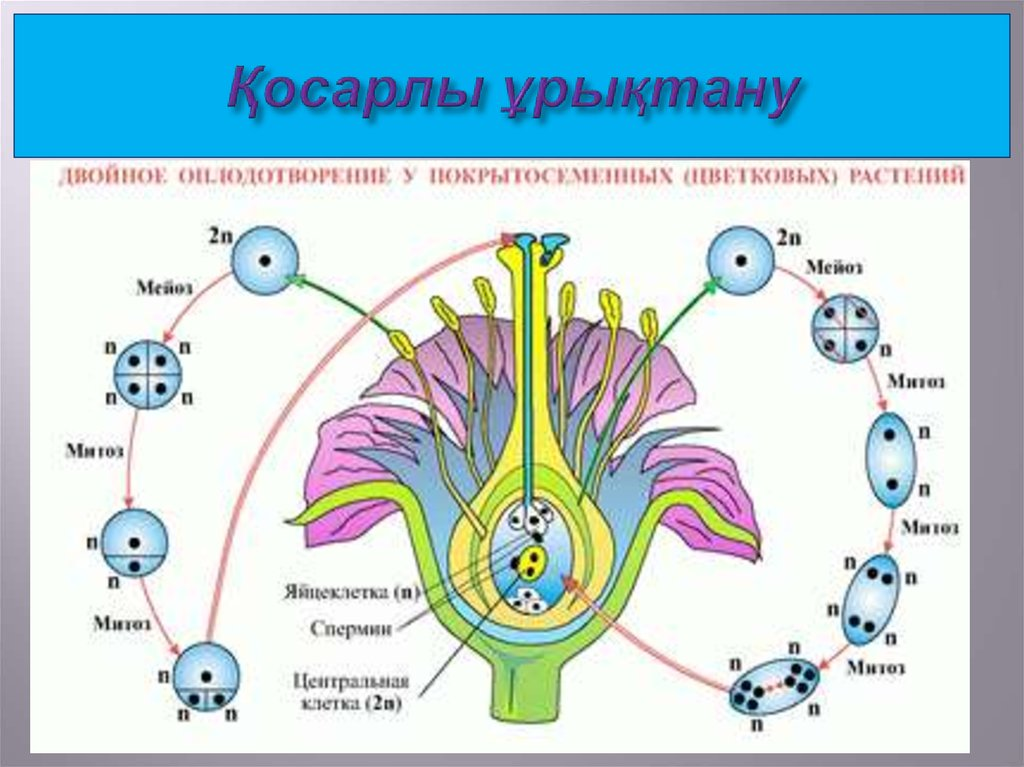 Қосарлы ұрықтану
ДВОЙНОЕ ОПЛОДОТВОРЕНИЕ У ПОКРЫТОСЕМЕННЫХ (ЦВЕТКОВЫХ) РАСТЕНИЙ
2n
Мейоз
n n
n n
Митоз
n
n
Митоз
n
n n
2n
Мейоз
n
Митоз
n
n
Митоз
n n
n
n
Митоз
n n
n n
Яйцеклетка (n)
Спермии
Центральная
клетка (2n)